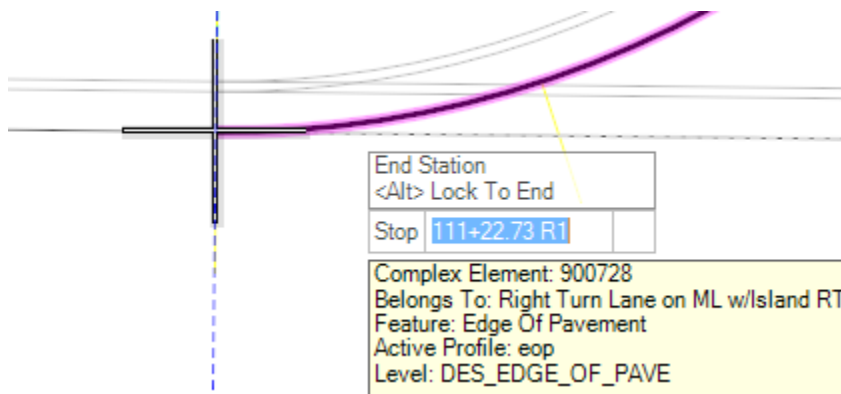 End Station
<Alt> Lock To End
Stop 111+22.73 R1
Complex Element: 900728
Belongs To: Right Turn Lane on ML w/Island RT
Feature: Edge Of Pavement
Active Profile: eop
Level: DES_EDGE_OF_PAVE